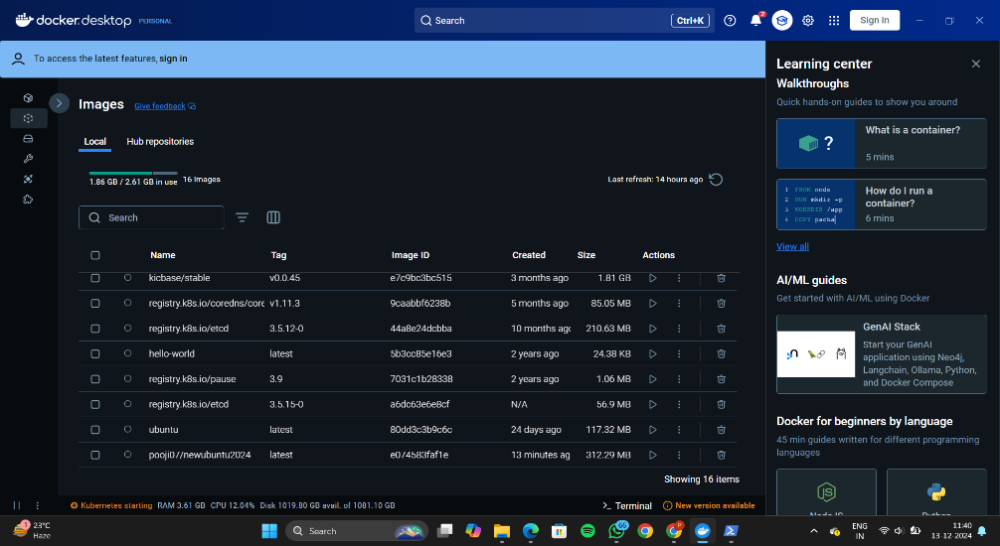 docker.desktop PERSONAL
Search Ctrl+K
2
Sign in
To access the latest features, sign in
Images Give feedback
Local Hub repositories
1.86 GB / 2.61 GB in use 16 Images
Last refresh: 14 hours ago
Search
Name Tag Image ID Created Size Actions
kicbase/stable v0.0.45 e7c9bc3bc515 3 months ago 1.81 GB
registry.k8s.io/coredns/core v1.11.3 9caabbf6238b 5 months ago 85.05 MB
registry.k8s.io/etcd 3.5.12-0 44a8e24dcbba 10 months ago 210.63 MB
hello-world latest 5b3cc85e16e3 2 years ago 24.38 KB
registry.k8s.io/pause 3.9 7031c1b28338 2 years ago 1.06 MB
registry.k8s.io/etcd 3.5.15-0 a6dc63e6e8cf N/A 56.9 MB
ubuntu latest 80dd3c3b9c6c 24 days ago 117.32 MB
pooji07/newubuntu2024 latest e074583faf1e 13 minutes ag 312.29 MB
Showing 16 items
Learning center
Walkthroughs
Quick hands-on guides to show you around
?
What is a container?
5 mins
1 FROM node
2 RUN mkdir -p
3 WORKDIR /app
4 COPY packa
How do I run a
container?
6 mins
View all
AI/ML guides
Get started with AI/ML using Docker
GenAI Stack
Start your GenAI
application using Neo4j,
Langchain, Ollama, Python,
and Docker Compose
Docker for beginners by language
45 min guides written for different programming
languages
Kubernetes starting RAM 3.61 GB CPU 12.04% Disk 1019.80 GB avail. of 1081.10 GB
Terminal New version available
1
23°C
Haze
Search
66
ENG
IN
11:40
13-12-2024